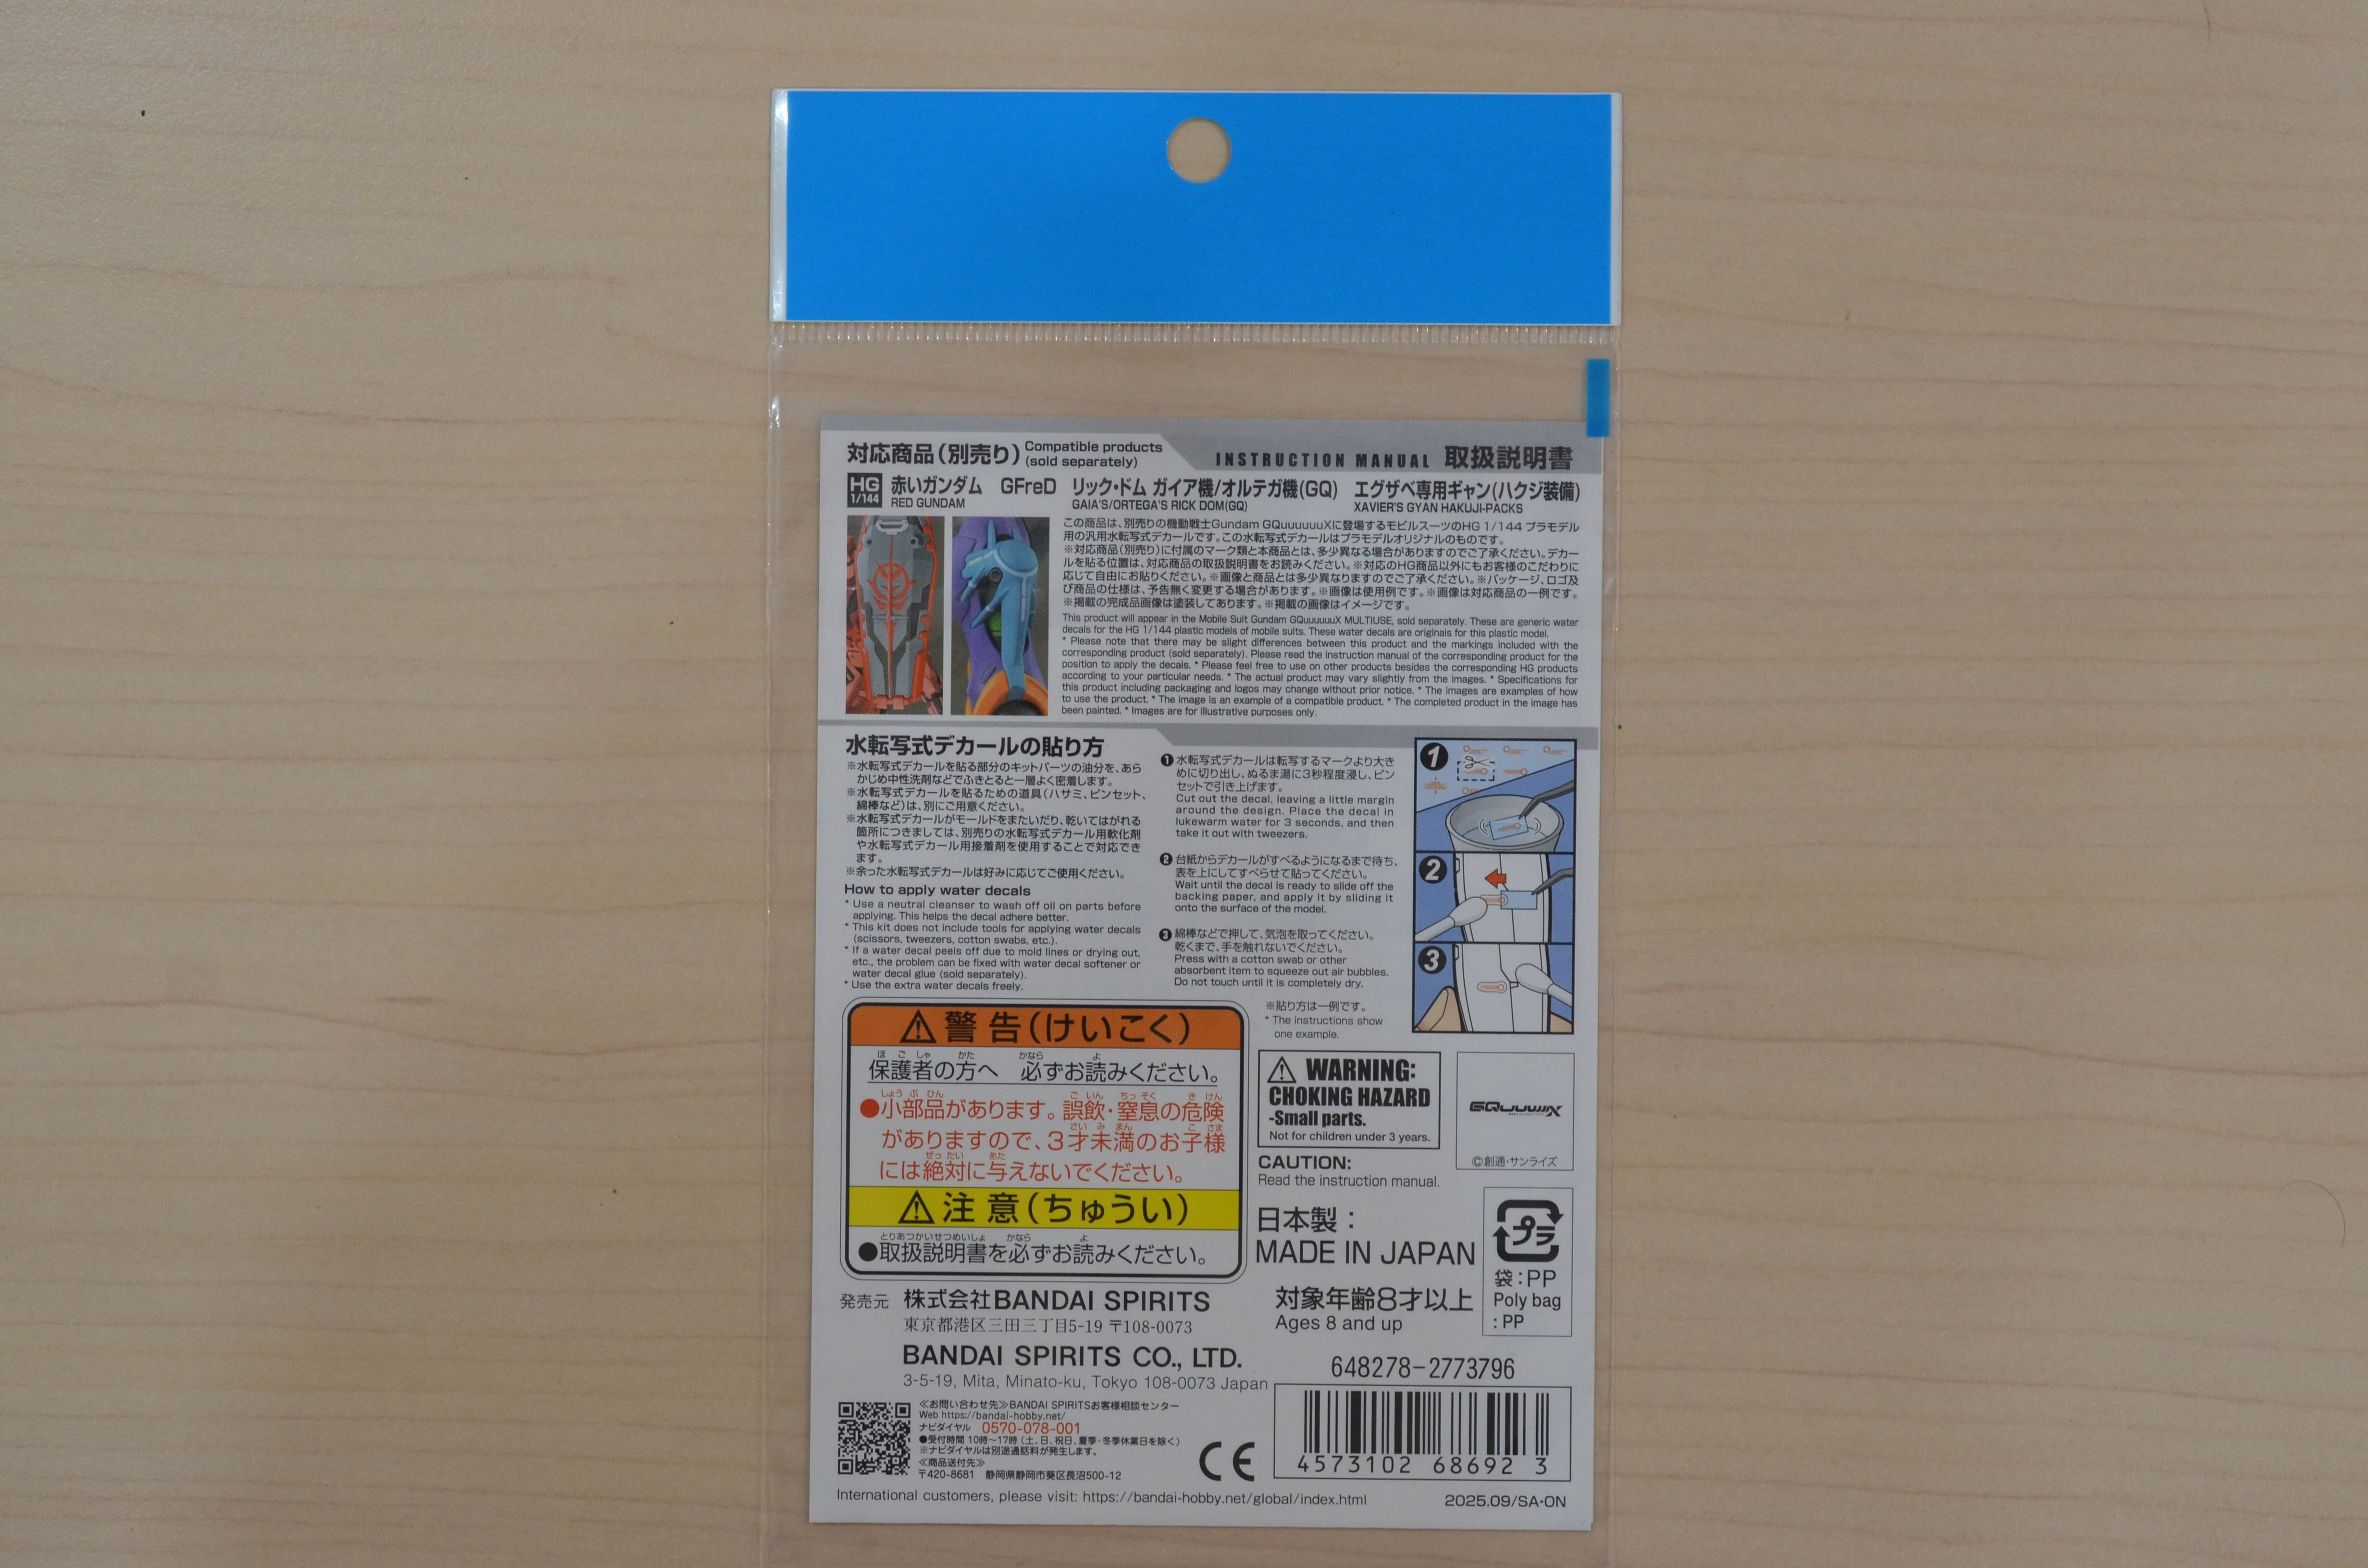 対応商品(別売り) Compatible products
(sold separately)
INSTRUCTION MANUAL 取扱説明書
HG 1/144
赤いガンダム
RED GUNDAM
GFreD
リック・ドム ガイア機/オルテガ機(GQ)
GAIA'S/ORTEGA'S RICK DOM(GQ)
エグザベ専用ギャン(ハクジ装備)
XAVIER'S GYAN HAKUJI-PACKS
この商品は、別売りの機動戦士Gundam GQuuuuuuXに登場するモビルスーツのHG 1/144 プラモデル
用の汎用水転写式デカールです。この水転写式デカールはプラモデルオリジナルのものです。
※対応商品(別売り)に付属のマーク類と本商品とは、多少異なる場合がありますのでご了承ください。デカー
ルを貼る位置は、対応商品の取扱説明書をお読みください。※対応のHG商品以外にもお客様のこだわりに
応じて自由にお貼りください。※画像と商品とは多少異なりますのでご了承ください。※パッケージ、ロゴ及
び商品の仕様は、予告無く変更する場合があります。※画像は使用例です。※画像は対応商品の一例です。
※掲載の完成品画像は塗装してあります。※掲載の画像はイメージです。
This product will appear in the Mobile Suit Gundam GQuuuuuuX MULTIUSE, sold separately. These are generic water
decals for the HG 1/144 plastic models of mobile suits. These water decals are originals for this plastic model.
* Please note that there may be slight differences between this product and the markings included with the
corresponding product (sold separately). Please read the instruction manual of the corresponding product for the
position to apply the decals. * Please feel free to use on other products besides the corresponding HG products
according to your particular needs. * The actual product may vary slightly from the images. * Specifications for
this product including packaging and logos may change without prior notice. * The images are examples of how
to use the product. * The image is an example of a compatible product. * The completed product in the image has
been painted. * Images are for illustrative purposes only.
水転写式デカールの貼り方
※水転写式デカールを貼る部分のキットパーツの油分を、あら
かじめ中性洗剤などでふきとると一層よく密着します。
※水転写式デカールを貼るための道具(ハサミ、ピンセット、
綿棒など)は、別にご用意ください。
※水転写式デカールがモールドをまたいだり、乾いてはがれる
箇所につきましては、別売りの水転写式デカール用軟化剤
や水転写式デカール用接着剤を使用することで対応でき
ます。
※余った水転写式デカールは好みに応じてご使用ください。
How to apply water decals
* Use a neutral cleanser to wash off oil on parts before
applying. This helps the decal adhere better.
* This kit does not include tools for applying water decals
(scissors, tweezers, cotton swabs, etc.).
* If a water decal peels off due to mold lines or drying out,
etc., the problem can be fixed with water decal softener or
water decal glue (sold separately).
* Use the extra water decals freely.
❶ 水転写式デカールは転写するマークより大き
めに切り出し、ぬるま湯に3秒程度浸し、ピン
セットで引き上げます。
Cut out the decal, leaving a little margin
around the design. Place the decal in
lukewarm water for 3 seconds, and then
take it out with tweezers.
❷ 台紙からデカールがすべるようになるまで待ち、
表を上にしてすべらせて貼ってください。
Wait until the decal is ready to slide off the
backing paper, and apply it by sliding it
onto the surface of the model.
❸ 綿棒などで押して、気泡を取ってください。
乾くまで、手を触れないでください。
Press with a cotton swab or other
absorbent item to squeeze out air bubbles.
Do not touch until it is completely dry.
※貼り方は一例です。
* The instructions show
one example.
1
2
3
⚠警告(けいこく)
ほごしゃ かた かなら よ
保護者の方へ 必ずお読みください。
しょうぶひん ごいん ちっそく きけん
●小部品があります。誤飲・窒息の危険
さいみまん こさま
がありますので、3才未満のお子様
ぜったい あた
には絶対に与えないでください。
⚠注意(ちゅうい)
とりあつかいせつめいしょ かなら よ
●取扱説明書を必ずお読みください。
⚠ WARNING:
CHOKING HAZARD
-Small parts.
Not for children under 3 years.
CAUTION:
Read the instruction manual.
GQuuuuuuX
©創通・サンライズ
日本製:
MADE IN JAPAN
プラ
袋:PP
Poly bag
:PP
対象年齢8才以上
Ages 8 and up
発売元 株式会社BANDAI SPIRITS
東京都港区三田三丁目5-19 〒108-0073
BANDAI SPIRITS CO., LTD.
3-5-19, Mita, Minato-ku, Tokyo 108-0073 Japan
648278-2773796
≪お問い合わせ先≫BANDAI SPIRITSお客様相談センター
Web https://bandai-hobby.net/
ナビダイヤル 0570-078-001
●受付時間 10時〜17時(土、日、祝日、夏季・冬季休業日を除く)
※ナビダイヤルは別途通話料が発生します。
≪商品送付先≫
〒420-8681 静岡県静岡市葵区長沼500-12
CE
4573102 68692 3
International customers, please visit: https://bandai-hobby.net/global/index.html
2025.09/SA・ON